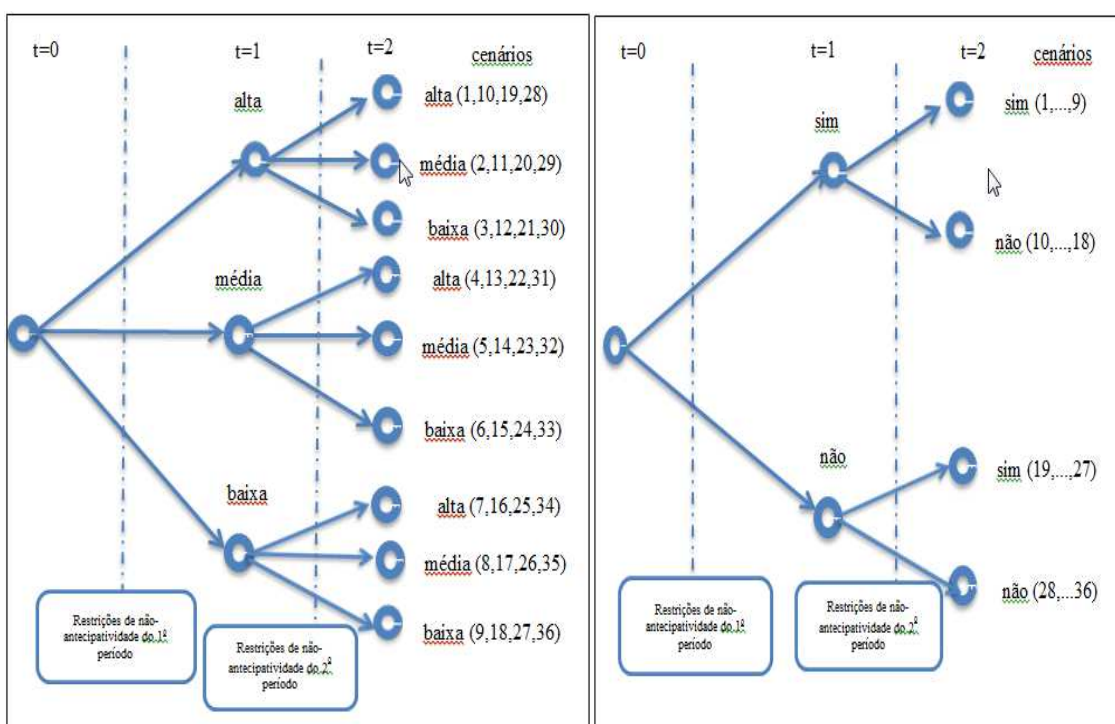 t=0
t=1
t=2
cenários
alta
alta (1,10,19,28)
média (2,11,20,29)
baixa (3,12,21,30)
média
alta (4,13,22,31)
média (5,14,23,32)
baixa (6,15,24,33)
baixa
alta (7,16,25,34)
média (8,17,26,35)
baixa (9,18,27,36)
Restrições de não-
antecipatividade do 1º
período
Restrições de não-
antecipatividade do 2º
período
t=0
t=1
t=2
cenários
sim
sim (1,...,9)
não (10,...,18)
não
sim (19,...,27)
não (28,...36)
Restrições de não-
antecipatividade do 1º
período
Restrições de não-
antecipatividade do 2º
período